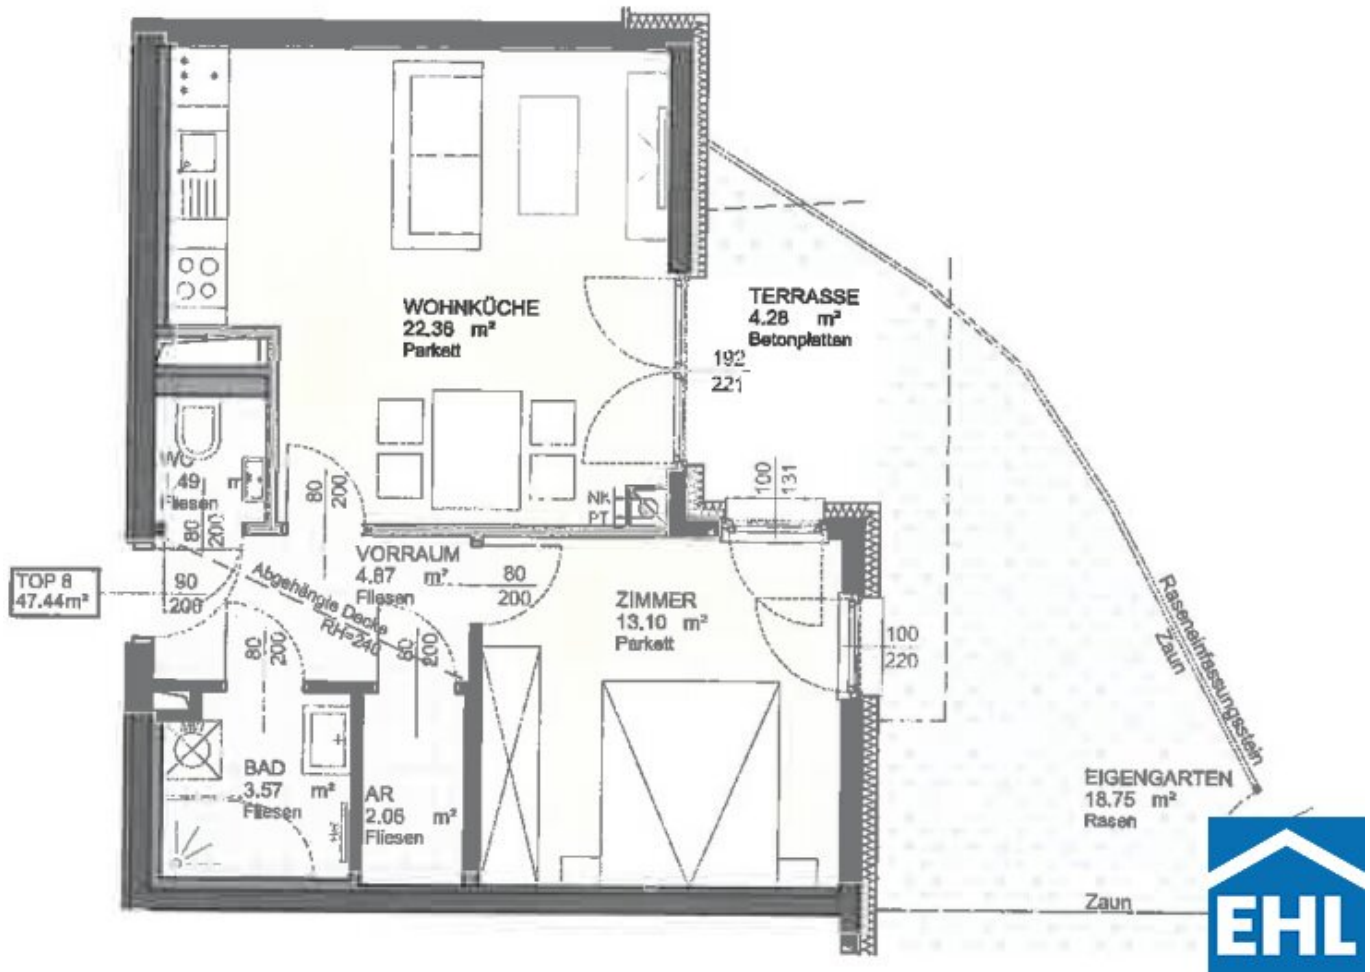 WOHNKÜCHE
22.36 m²
Parkett
TERRASSE
4.28 m²
Betonplatten
192
221
100
131
80
200
NK
PT
WC
.49 m
Fliesen
80
200
TOP 8
47.44m²
90
200
Abgehängte Decke
RH=240
VORRAUM
4.87 m²
Fliesen
80
200
ZIMMER
13.10 m²
Parkett
100
220
80
200
80
200
BAD
3.57 m²
Fliesen
AR
2.06 m²
Fliesen
Raseneinfassungsstein
Zaun
EIGENGARTEN
18.75 m²
Rasen
Zaun
EHL